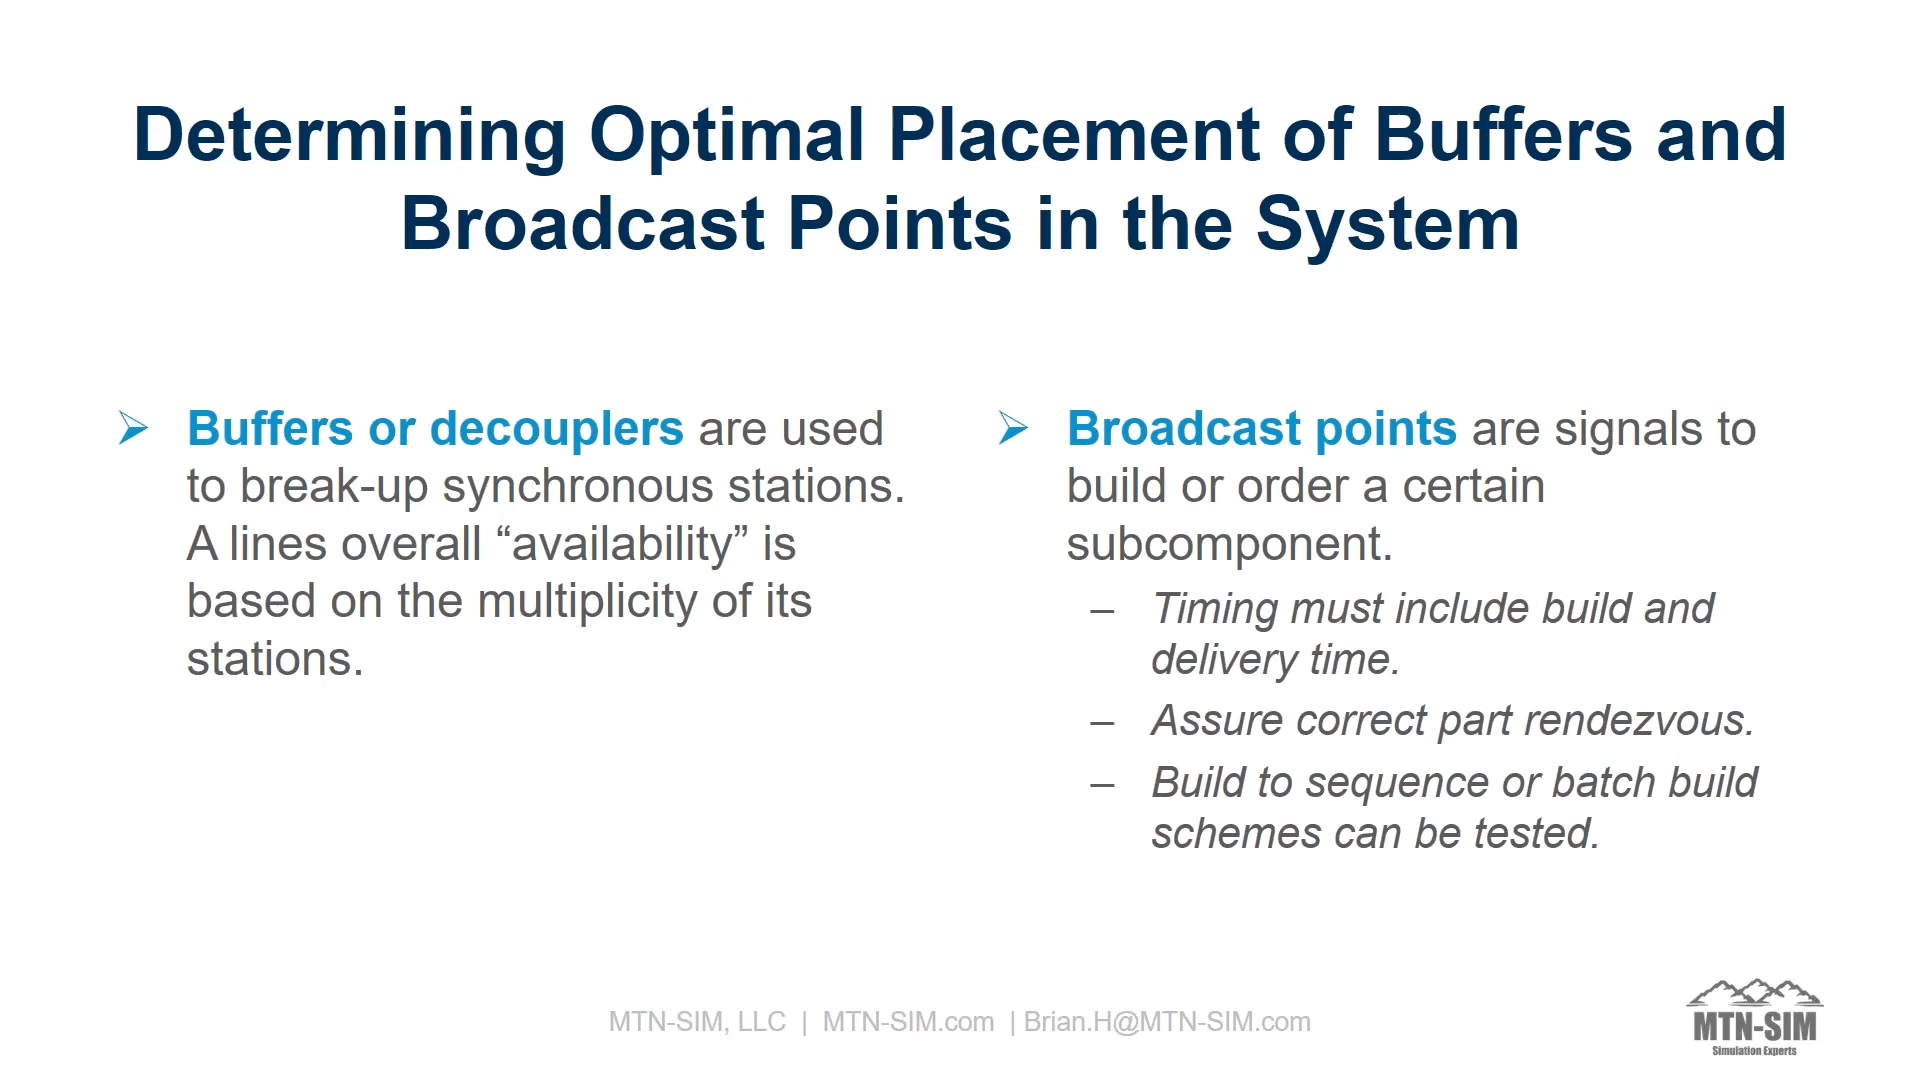 Determining Optimal Placement of Buffers and
Broadcast Points in the System
Buffers or decouplers are used
to break-up synchronous stations.
A lines overall “availability” is
based on the multiplicity of its
stations.
Broadcast points are signals to
build or order a certain
subcomponent.
– Timing must include build and
delivery time.
– Assure correct part rendezvous.
– Build to sequence or batch build
schemes can be tested.
MTN-SIM, LLC | MTN-SIM.com | Brian.H@MTN-SIM.com
MTN-SIM
Simulation Experts